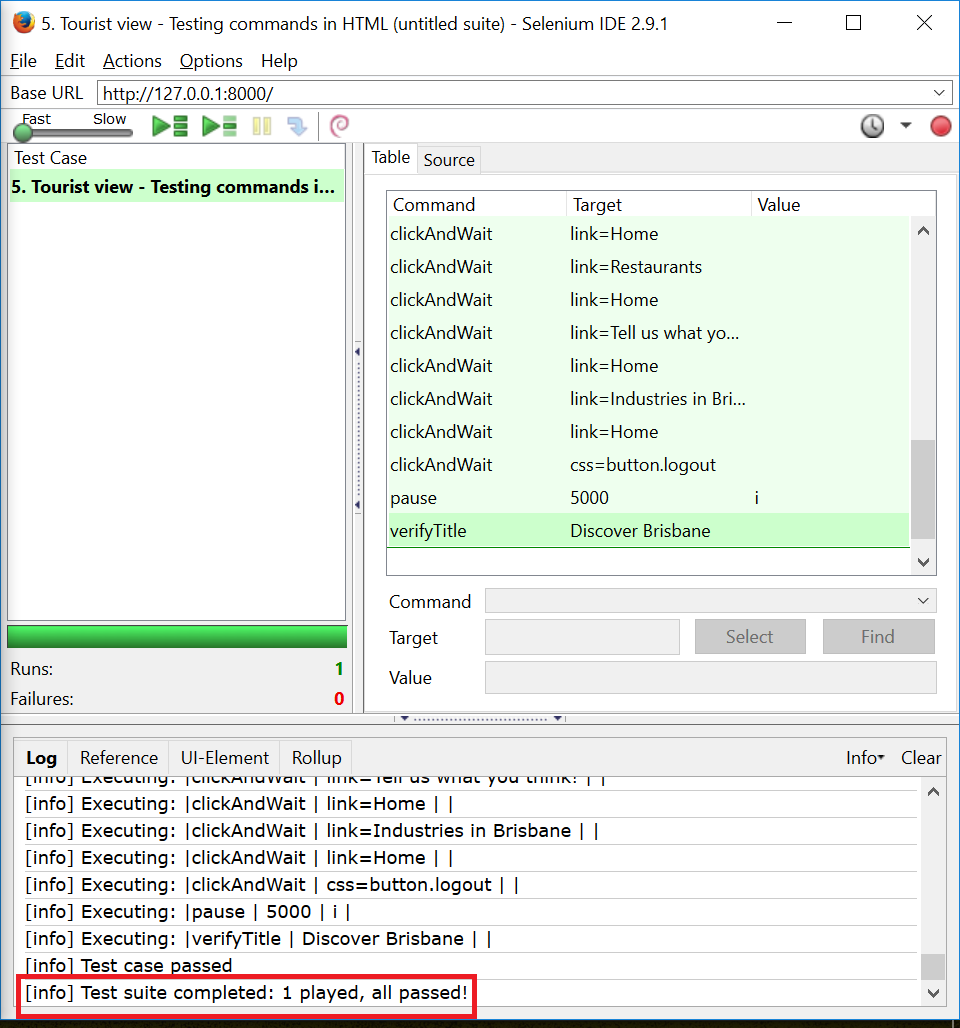 5. Tourist view - Testing commands in HTML (untitled suite) - Selenium IDE 2.9.1
File Edit Actions Options Help
Base URL http://127.0.0.1:8000/
Fast Slow
Test Case
5. Tourist view - Testing commands i...
Runs: 1
Failures: 0
Table Source
Command Target Value
clickAndWait link=Home
clickAndWait link=Restaurants
clickAndWait link=Home
clickAndWait link=Tell us what yo...
clickAndWait link=Home
clickAndWait link=Industries in Bri...
clickAndWait link=Home
clickAndWait css=button.logout
pause 5000 i
verifyTitle Discover Brisbane
Command
Target Select Find
Value
Log Reference UI-Element Rollup Info Clear
[info] Executing: |clickAndWait | link=Tell us what you think! | |
[info] Executing: |clickAndWait | link=Home | |
[info] Executing: |clickAndWait | link=Industries in Brisbane | |
[info] Executing: |clickAndWait | link=Home | |
[info] Executing: |clickAndWait | css=button.logout | |
[info] Executing: |pause | 5000 | i |
[info] Executing: |verifyTitle | Discover Brisbane | |
[info] Test case passed
[info] Test suite completed: 1 played, all passed!